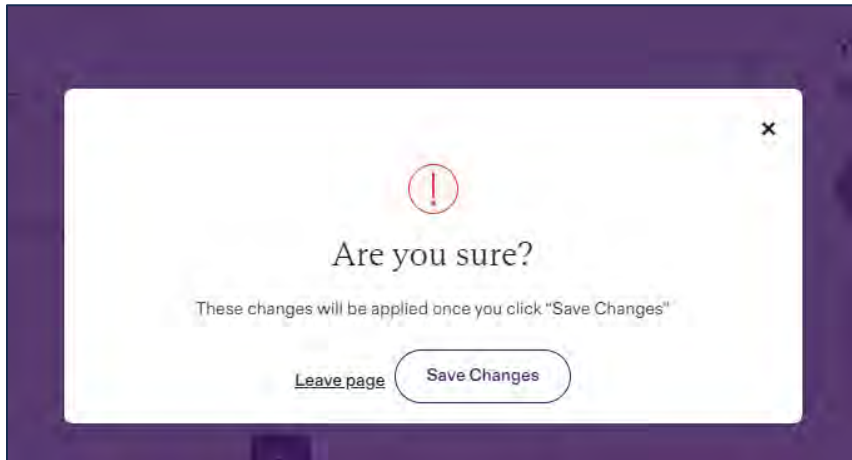 Are you sure?
These changes will be applied once you click "Save Changes"
Leave page Save Changes